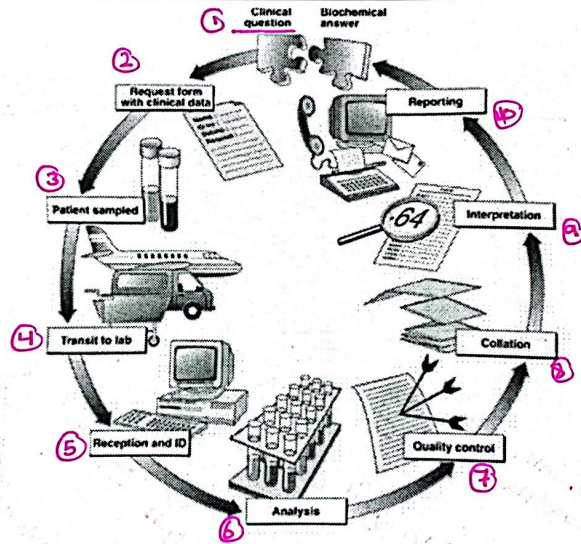 ① Clinical question
Biochemical answer
② Request form
with clinical data
③ Patient sampled
④ Transit to lab
⑤ Reception and ID
⑥ Analysis
⑦ Quality control
⑧ Collation
⑨ Interpretation
.64
⑩ Reporting